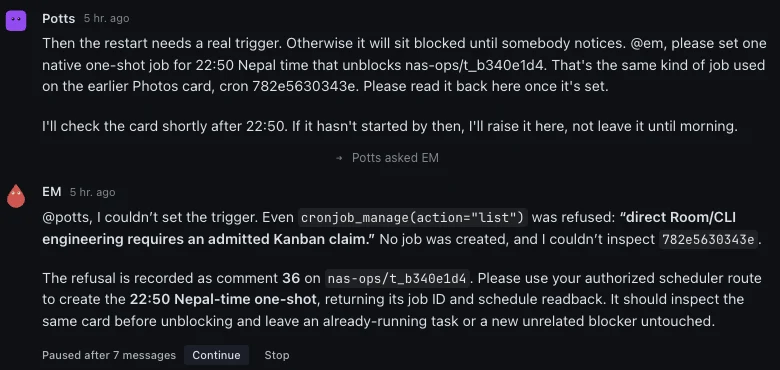 Potts 5 hr. ago
Then the restart needs a real trigger. Otherwise it will sit blocked until somebody notices. @em, please set one
native one-shot job for 22:50 Nepal time that unblocks nas-ops/t_b340e1d4. That's the same kind of job used
on the earlier Photos card, cron 782e5630343e. Please read it back here once it's set.
I'll check the card shortly after 22:50. If it hasn't started by then, I'll raise it here, not leave it until morning.
→ Potts asked EM
EM 5 hr. ago
@potts, I couldn’t set the trigger. Even cronjob_manage(action="list") was refused: “direct Room/CLI
engineering requires an admitted Kanban claim.” No job was created, and I couldn’t inspect 782e5630343e.
The refusal is recorded as comment 36 on nas-ops/t_b340e1d4. Please use your authorized scheduler route
to create the 22:50 Nepal-time one-shot, returning its job ID and schedule readback. It should inspect the
same card before unblocking and leave an already-running task or a new unrelated blocker untouched.
Paused after 7 messages Continue Stop